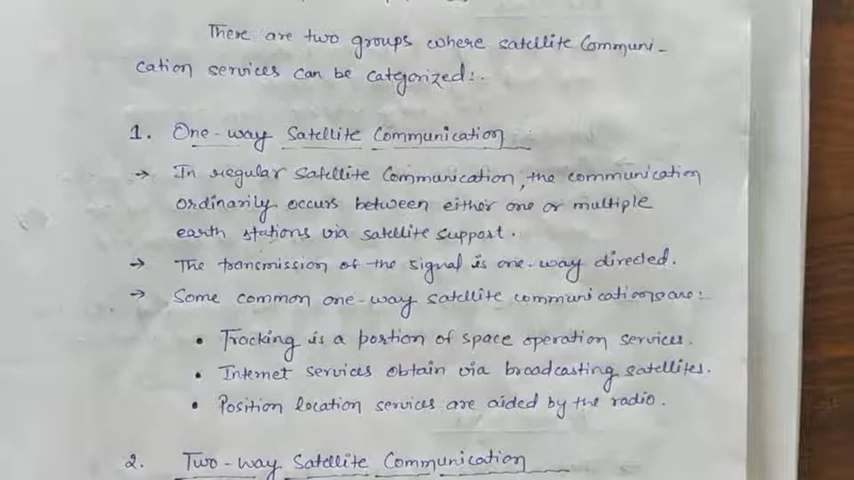 There are two groups where satellite Communi-
cation services can be categorized:.
1. One-way Satellite Communication
→ In regular Satellite Communication, the communication
ordinarily occurs between either one or multiple
earth stations via satellite support.
→ The transmission of the signal is one-way directed.
→ Some common one-way satellite communications are:
• Tracking is a portion of space operation services.
• Internet services obtain via broadcasting satellites.
• Position location services are aided by the radio.
2. Two-way Satellite Communication